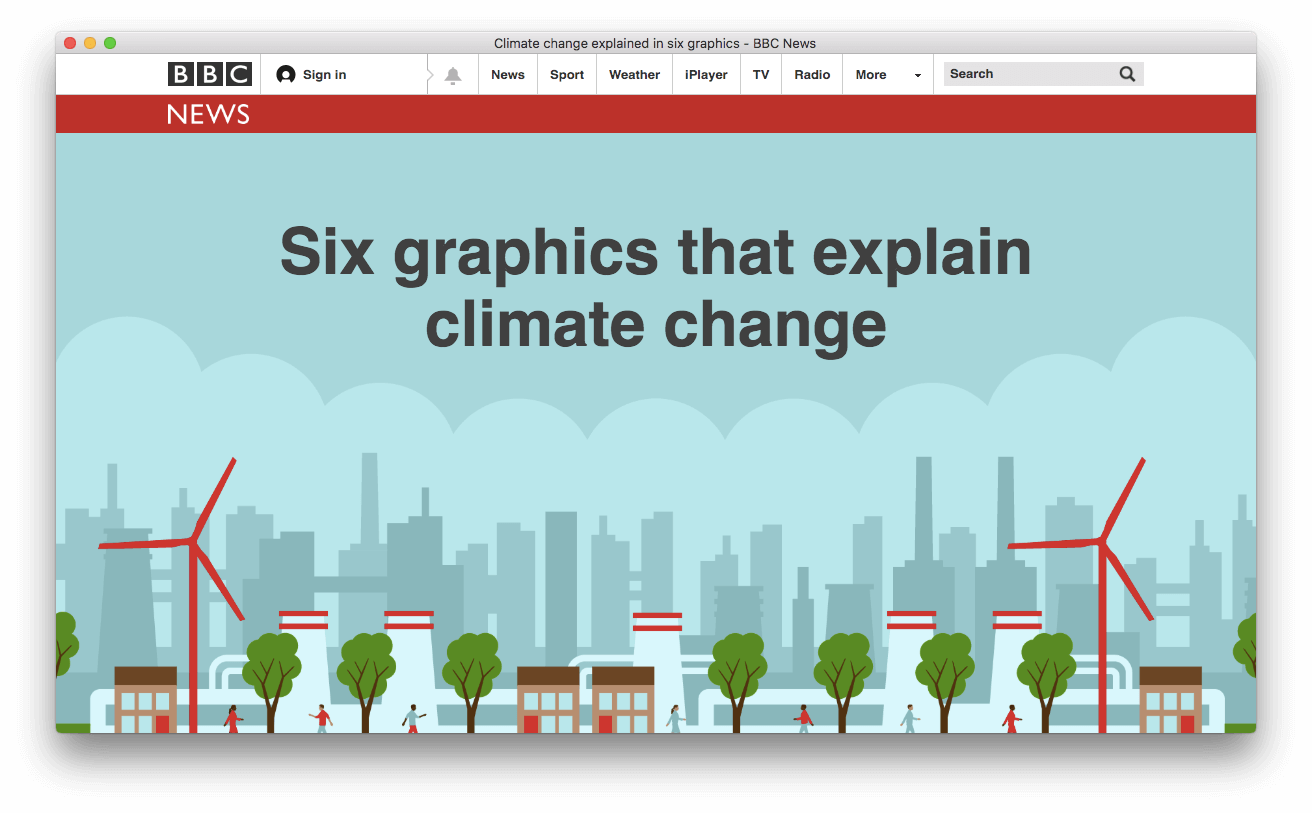 Climate change explained in six graphics - BBC News
BBC Sign in News Sport Weather iPlayer TV Radio More Search
NEWS
Six graphics that explain
climate change